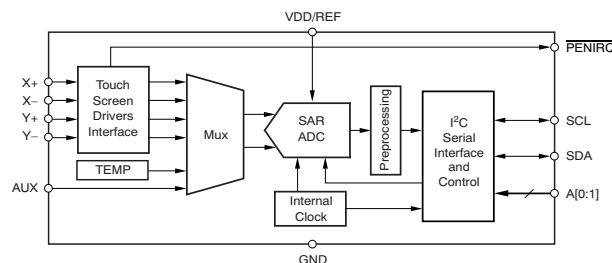 VDD/REF
PENIRQ
X+
X−
Y+
Y−
Touch
Screen
Drivers
Interface
Mux
SAR
ADC
Preprocessing
I²C
Serial
Interface
and
Control
SCL
SDA
TEMP
AUX
Internal
Clock
A[0:1]
GND